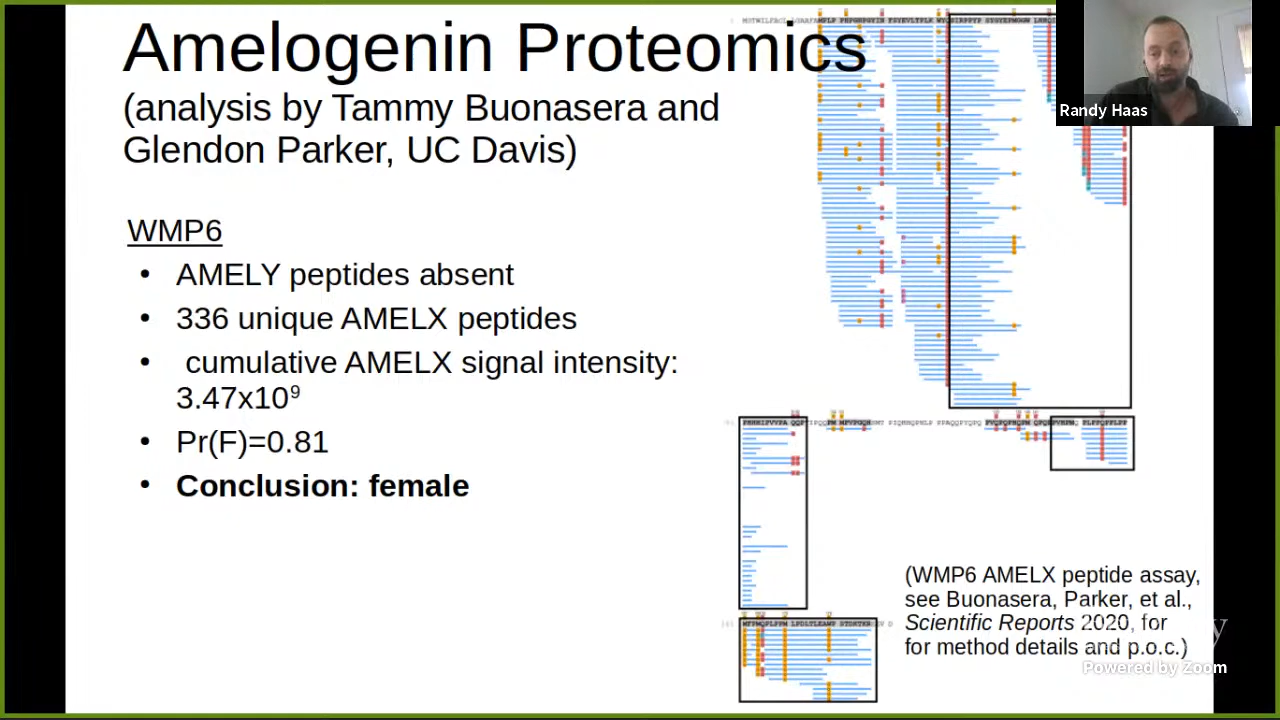 Amelogenin Proteomics
(analysis by Tammy Buonasera and
Glendon Parker, UC Davis)
Randy Haas
WMP6
• AMELY peptides absent
• 336 unique AMELX peptides
• cumulative AMELX signal intensity:
3.47x10⁹
• Pr(F)=0.81
• Conclusion: female
(WMP6 AMELX peptide assay,
see Buonasera, Parker, et al.,
Scientific Reports 2020, for
for method details and p.o.c.)
Powered by Zoom